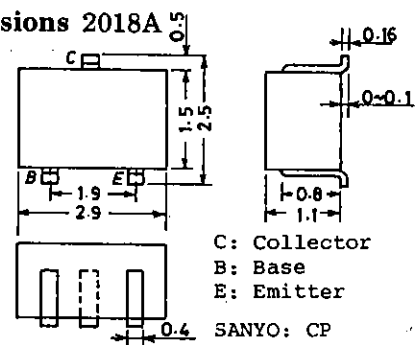 sions 2018A
0.5
0.16
C
1.5
2.5
0~0.1
B
E
1.9
2.9
0.8
1.1
C: Collector
B: Base
E: Emitter
0.4
SANYO: CP